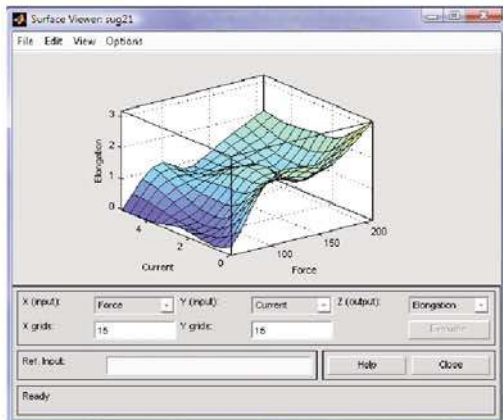 Surface Viewer: sug21
File Edit View Options
3
2
1
0
Elongation
4
2
0
Current
100
150
200
Force
X (input): Force Y (input): Current Z (output): Elongation
X grids: 15 Y grids: 15 Evaluate
Ref. Input: Help Close
Ready